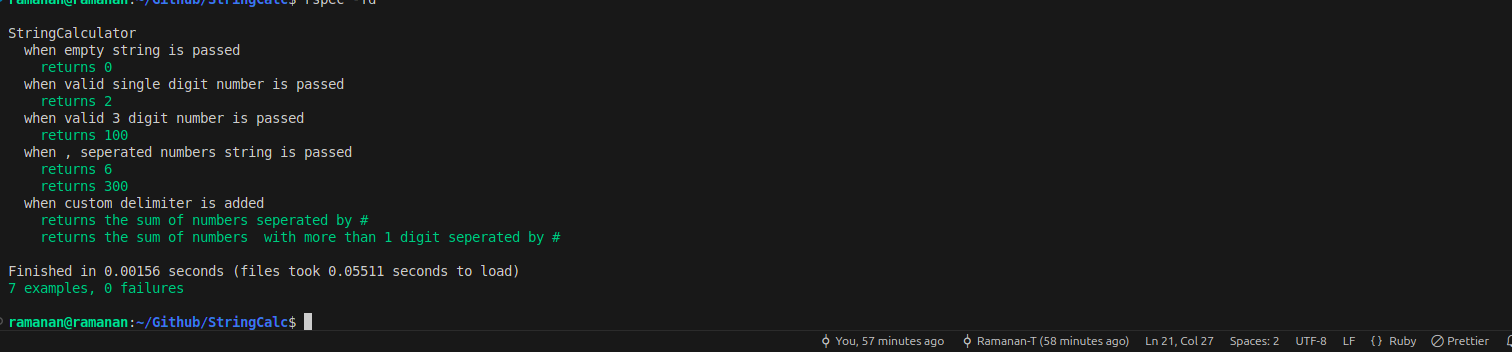 ramanan@ramanan:~/Github/StringCalc$ rspec -fd
StringCalculator
when empty string is passed
returns 0
when valid single digit number is passed
returns 2
when valid 3 digit number is passed
returns 100
when , seperated numbers string is passed
returns 6
returns 300
when custom delimiter is added
returns the sum of numbers seperated by #
returns the sum of numbers  with more than 1 digit seperated by #
Finished in 0.00156 seconds (files took 0.05511 seconds to load)
7 examples, 0 failures
ramanan@ramanan:~/Github/StringCalc$
You, 57 minutes ago Ramanan-T (58 minutes ago) Ln 21, Col 27 Spaces: 2 UTF-8 LF {} Ruby Prettier